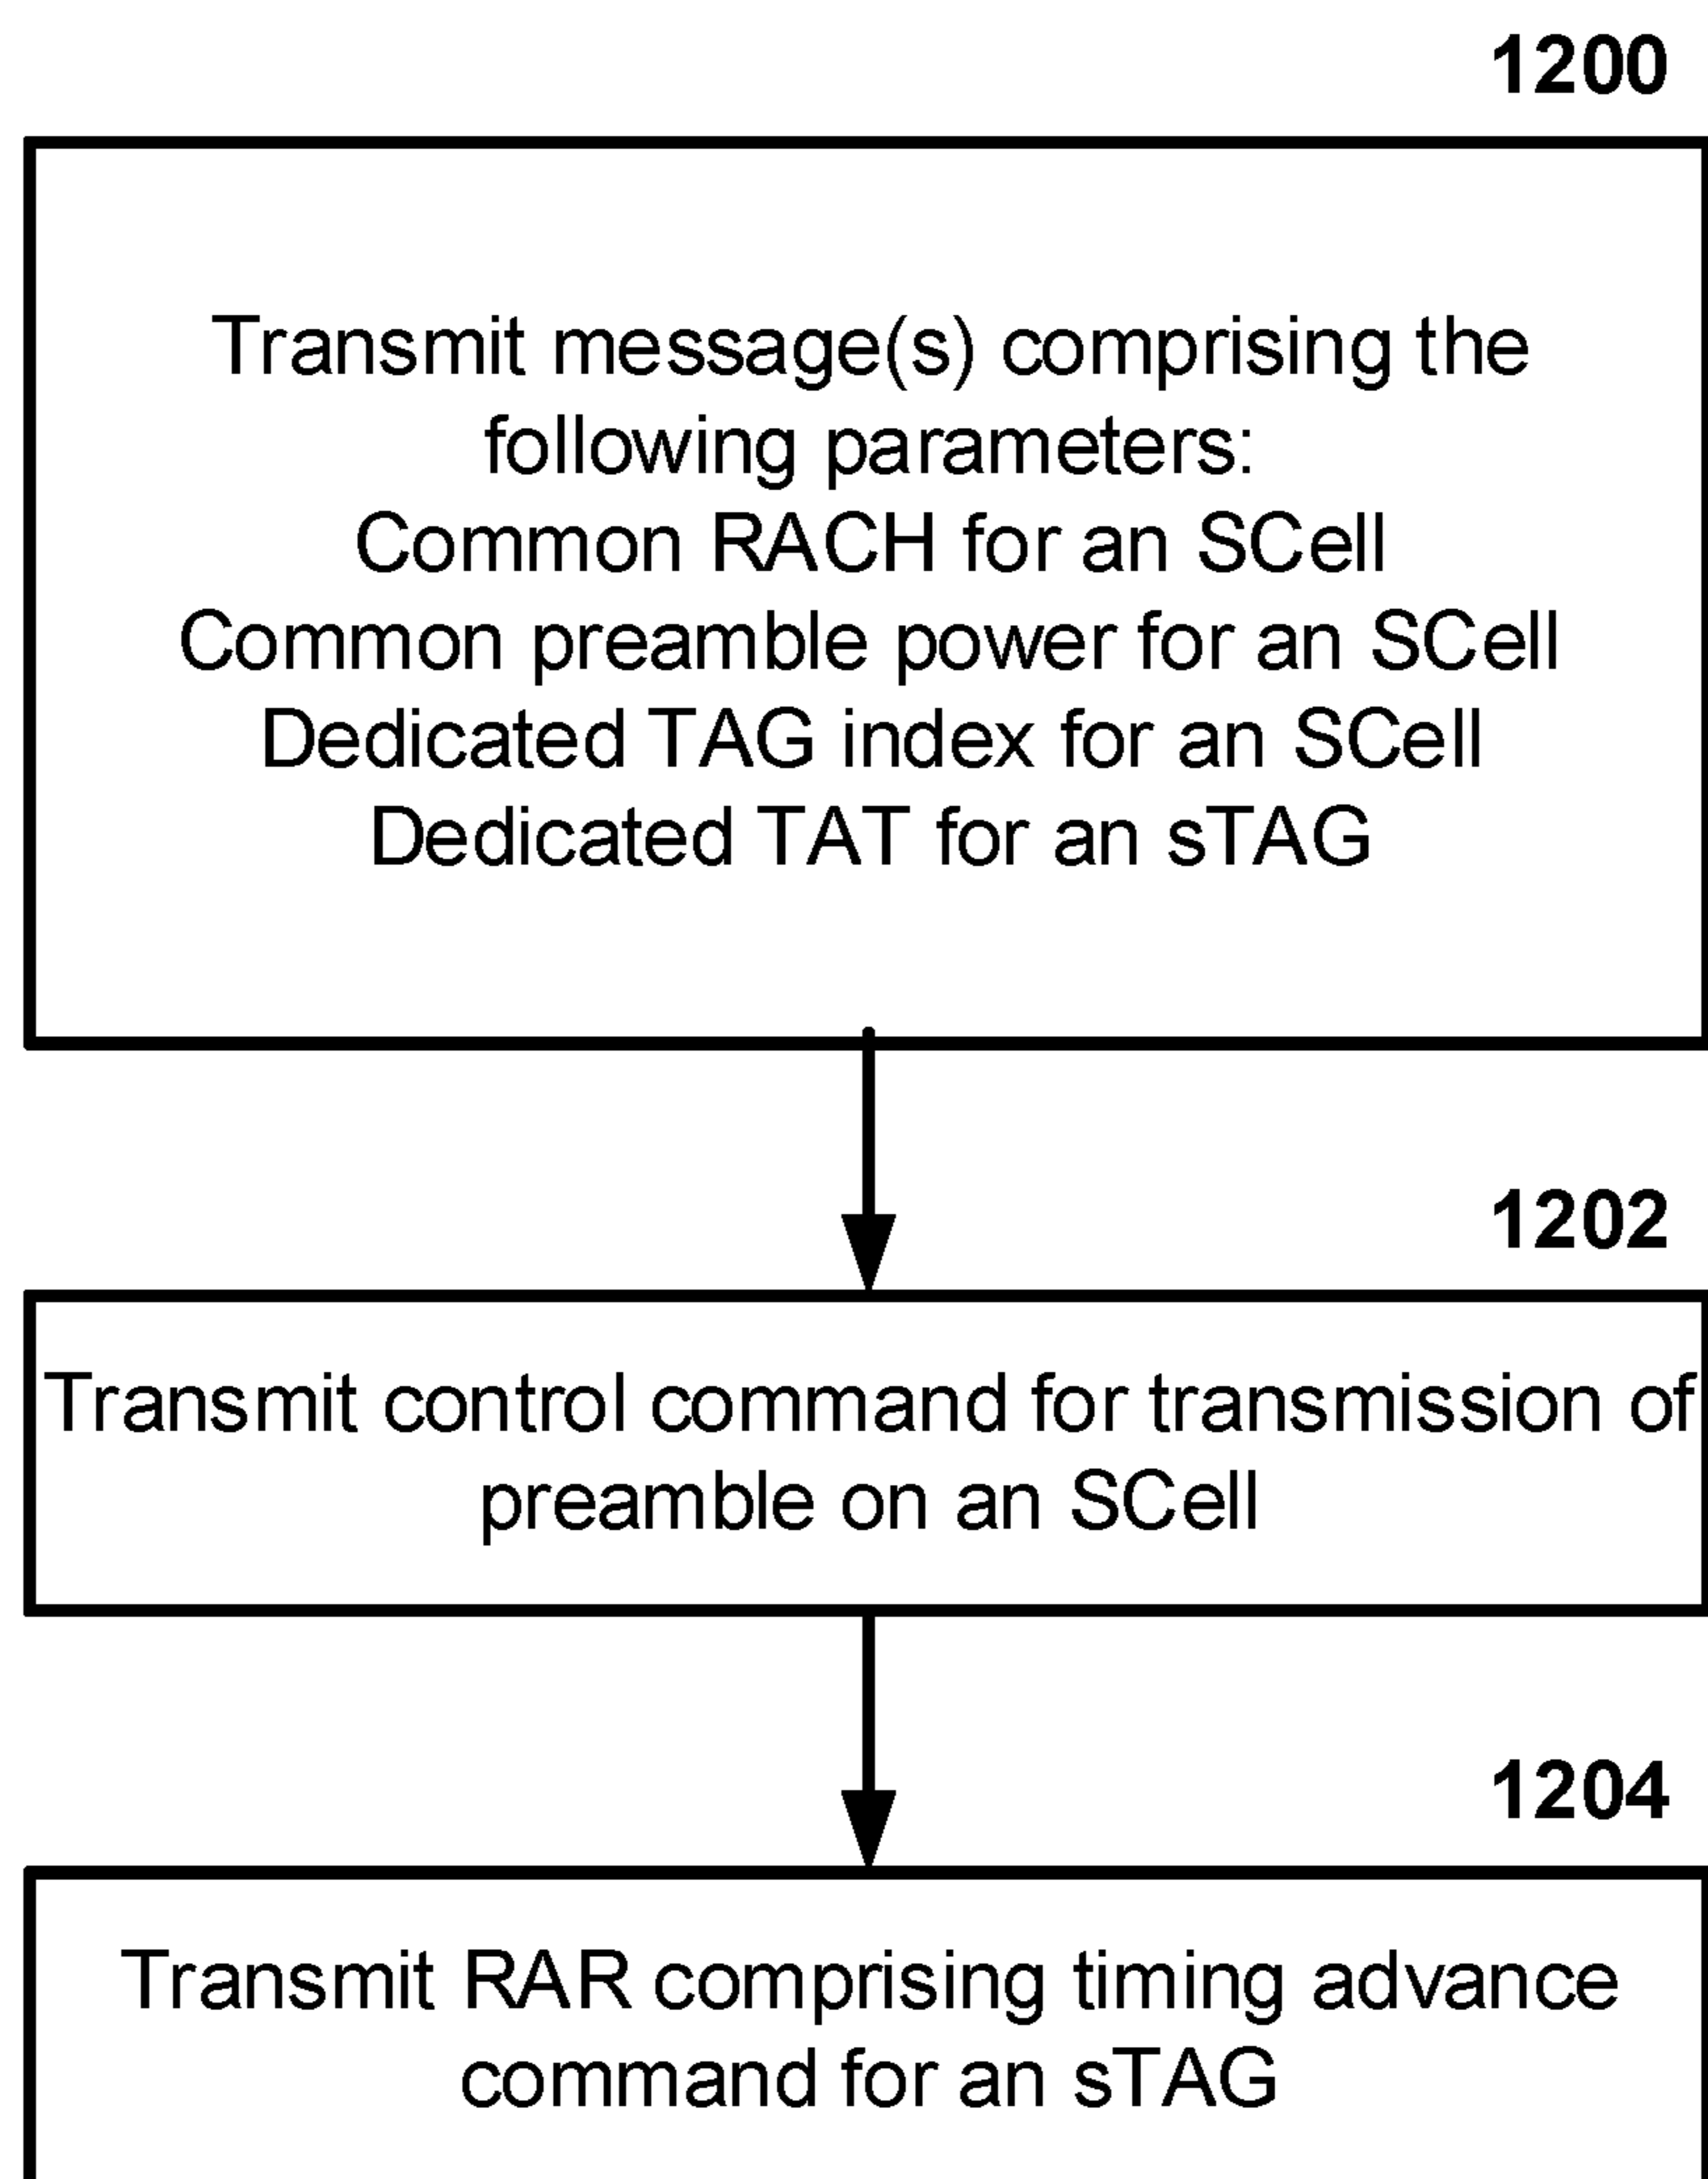 1200
Transmit message(s) comprising the
following parameters:
Common RACH for an SCell
Common preamble power for an SCell
Dedicated TAG index for an SCell
Dedicated TAT for an sTAG
1202
Transmit control command for transmission of
preamble on an SCell
1204
Transmit RAR comprising timing advance
command for an sTAG